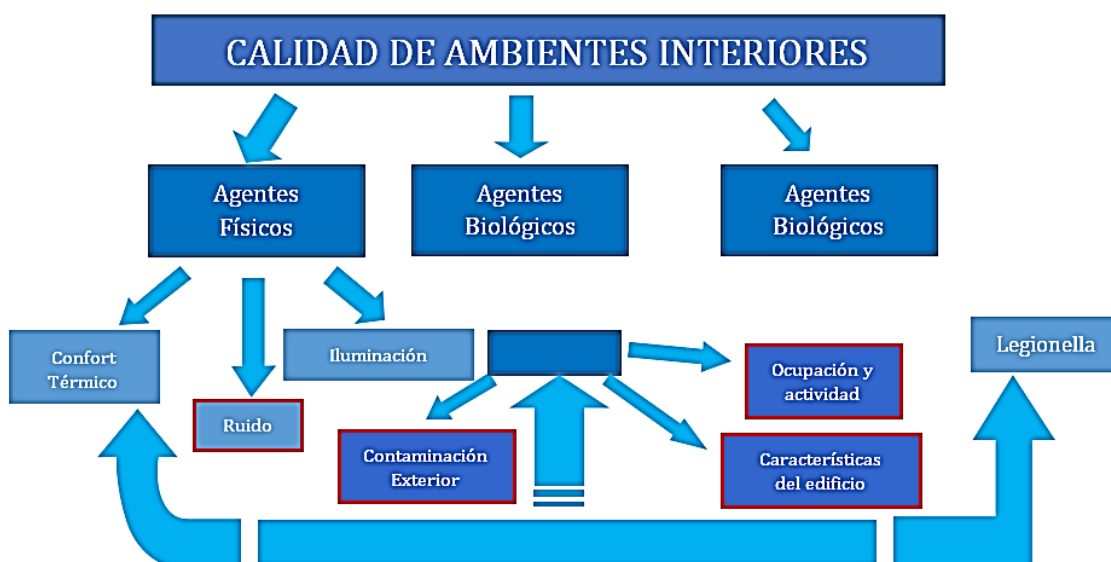 CALIDAD DE AMBIENTES INTERIORES
Agentes
Físicos
Agentes
Biológicos
Agentes
Biológicos
Confort
Térmico
Ruido
Iluminación
Contaminación
Exterior
Ocupación y
actividad
Características
del edificio
Legionella